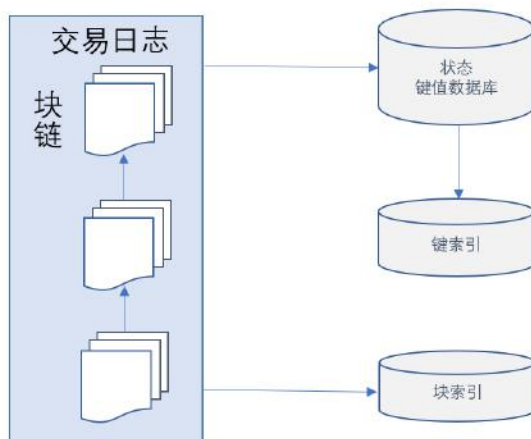 交易日志
块链
状态
键值数据库
键索引
块索引